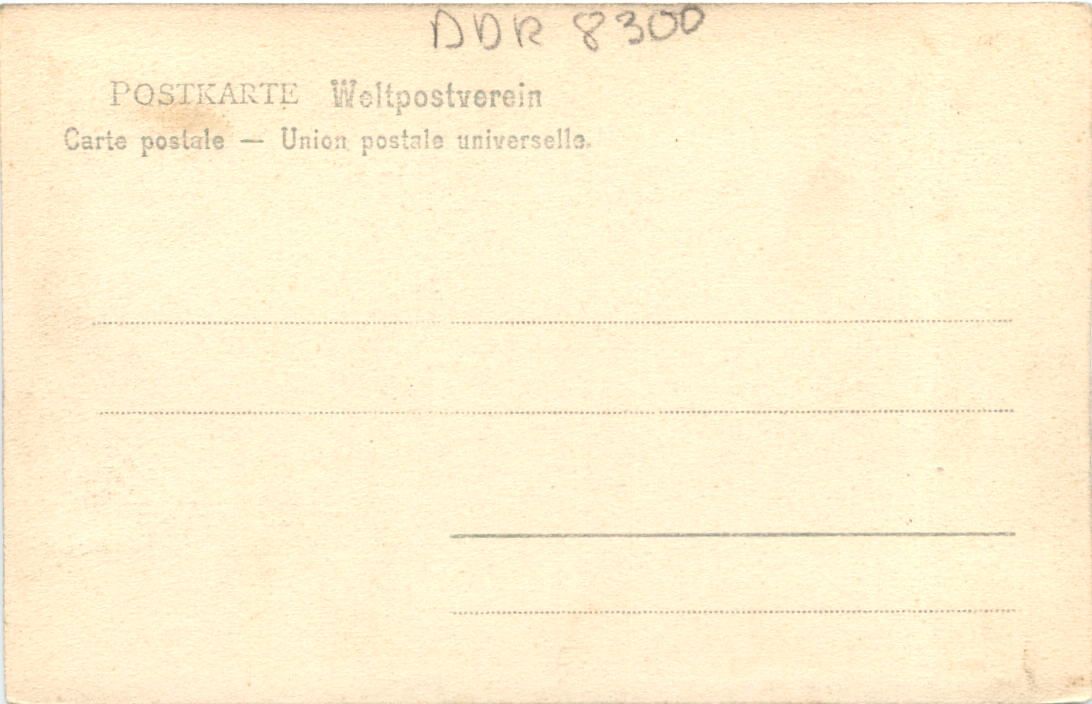 DDR 8300
POSTKARTE Weltpostverein
Carte postale — Union postale universelle.